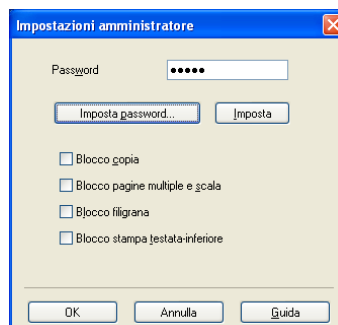 Impostazioni amministratore
Password •••••
Imposta password... Imposta
Blocco copia
Blocco pagine multiple e scala
Blocco filigrana
Blocco stampa testata-inferiore
OK Annulla Guida